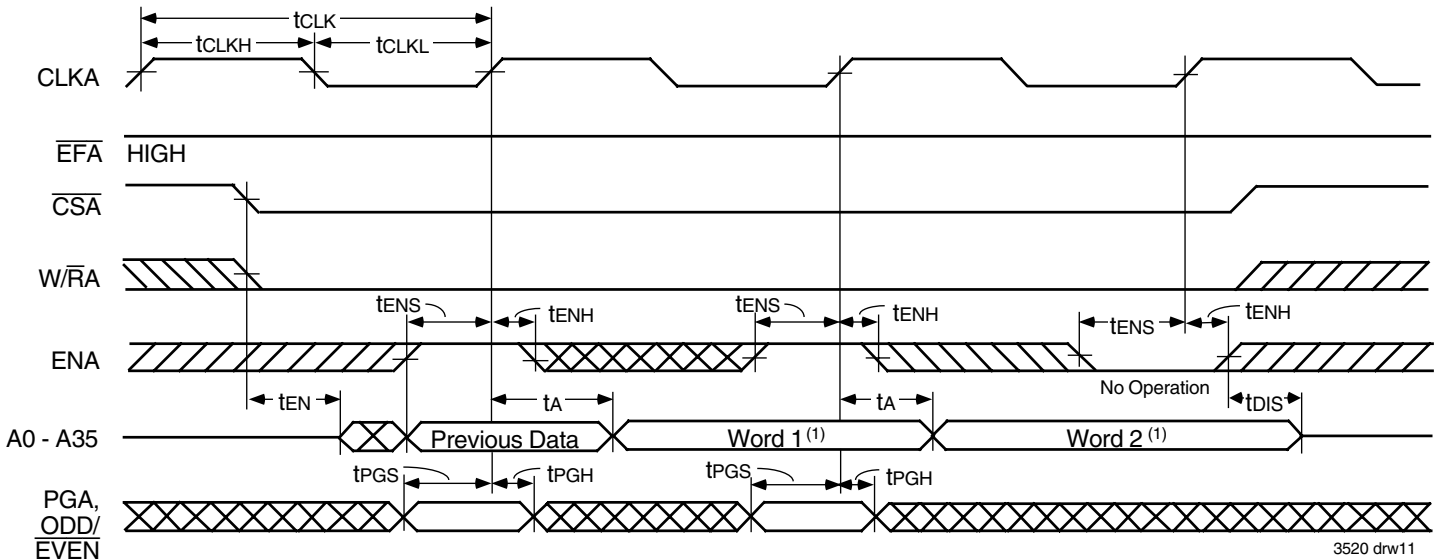 tCLK
tCLKH tCLKL
CLKA
EFA HIGH
CSA
W/RA
tENS tENH tENS tENH tENS tENH
ENA
No Operation
tEN tA tA tDIS
A0 - A35 Previous Data Word 1 (1) Word 2 (1)
tPGS tPGH tPGS tPGH
PGA,
ODD/
EVEN
3520 drw11